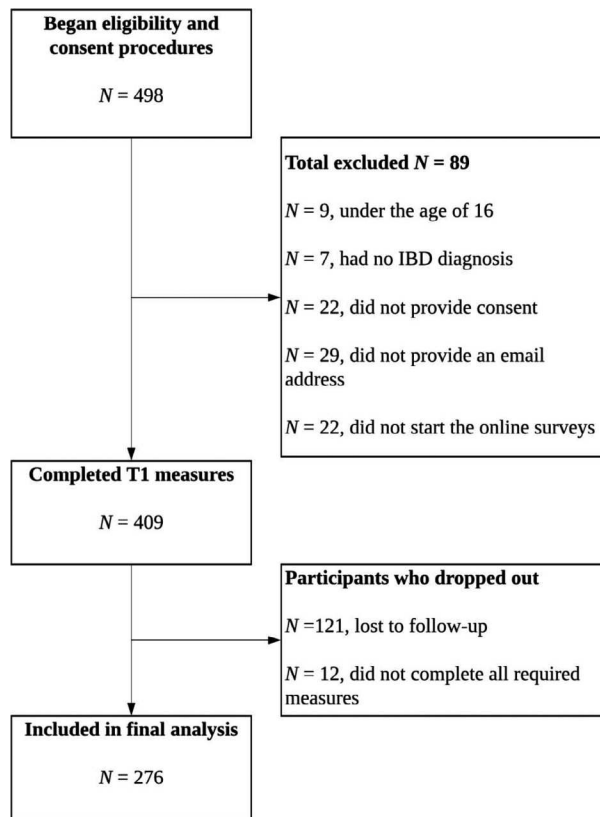 Began eligibility and
consent procedures
N = 498
Total excluded N = 89
N = 9, under the age of 16
N = 7, had no IBD diagnosis
N = 22, did not provide consent
N = 29, did not provide an email
address
N = 22, did not start the online surveys
Completed T1 measures
N = 409
Participants who dropped out
N =121, lost to follow-up
N = 12, did not complete all required
measures
Included in final analysis
N = 276